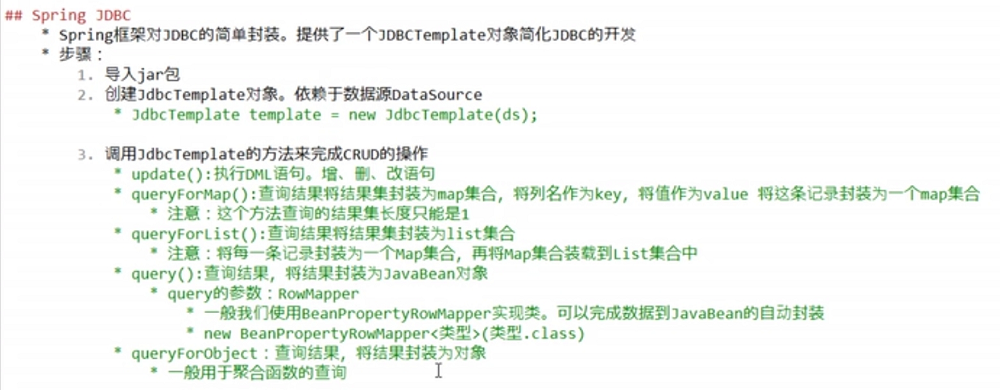 ## Spring JDBC
* Spring框架对JDBC的简单封装。提供了一个JDBCTemplate对象简化JDBC的开发
* 步骤：
1. 导入jar包
2. 创建JdbcTemplate对象。依赖于数据源DataSource
* JdbcTemplate template = new JdbcTemplate(ds);
3. 调用JdbcTemplate的方法来完成CRUD的操作
* update():执行DML语句。增、删、改语句
* queryForMap():查询结果将结果集封装为map集合，将列名作为key，将值作为value 将这条记录封装为一个map集合
* 注意：这个方法查询的结果集长度只能是1
* queryForList():查询结果将结果集封装为list集合
* 注意：将每一条记录封装为一个Map集合，再将Map集合装载到List集合中
* query():查询结果，将结果封装为JavaBean对象
* query的参数：RowMapper
* 一般我们使用BeanPropertyRowMapper实现类。可以完成数据到JavaBean的自动封装
* new BeanPropertyRowMapper<类型>(类型.class)
* queryForObject：查询结果，将结果封装为对象
* 一般用于聚合函数的查询